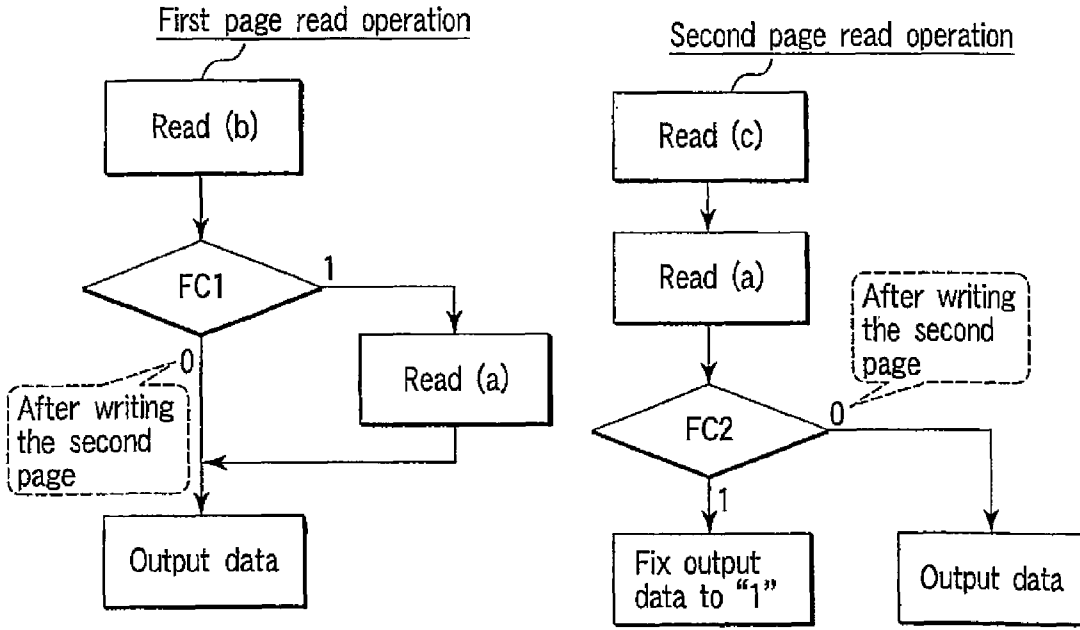 First page read operation
Read (b)
FC1
1
0
Read (a)
After writing
the second
page
Output data
Second page read operation
Read (c)
Read (a)
After writing
the second
page
FC2
0
1
Fix output
data to “1”
Output data